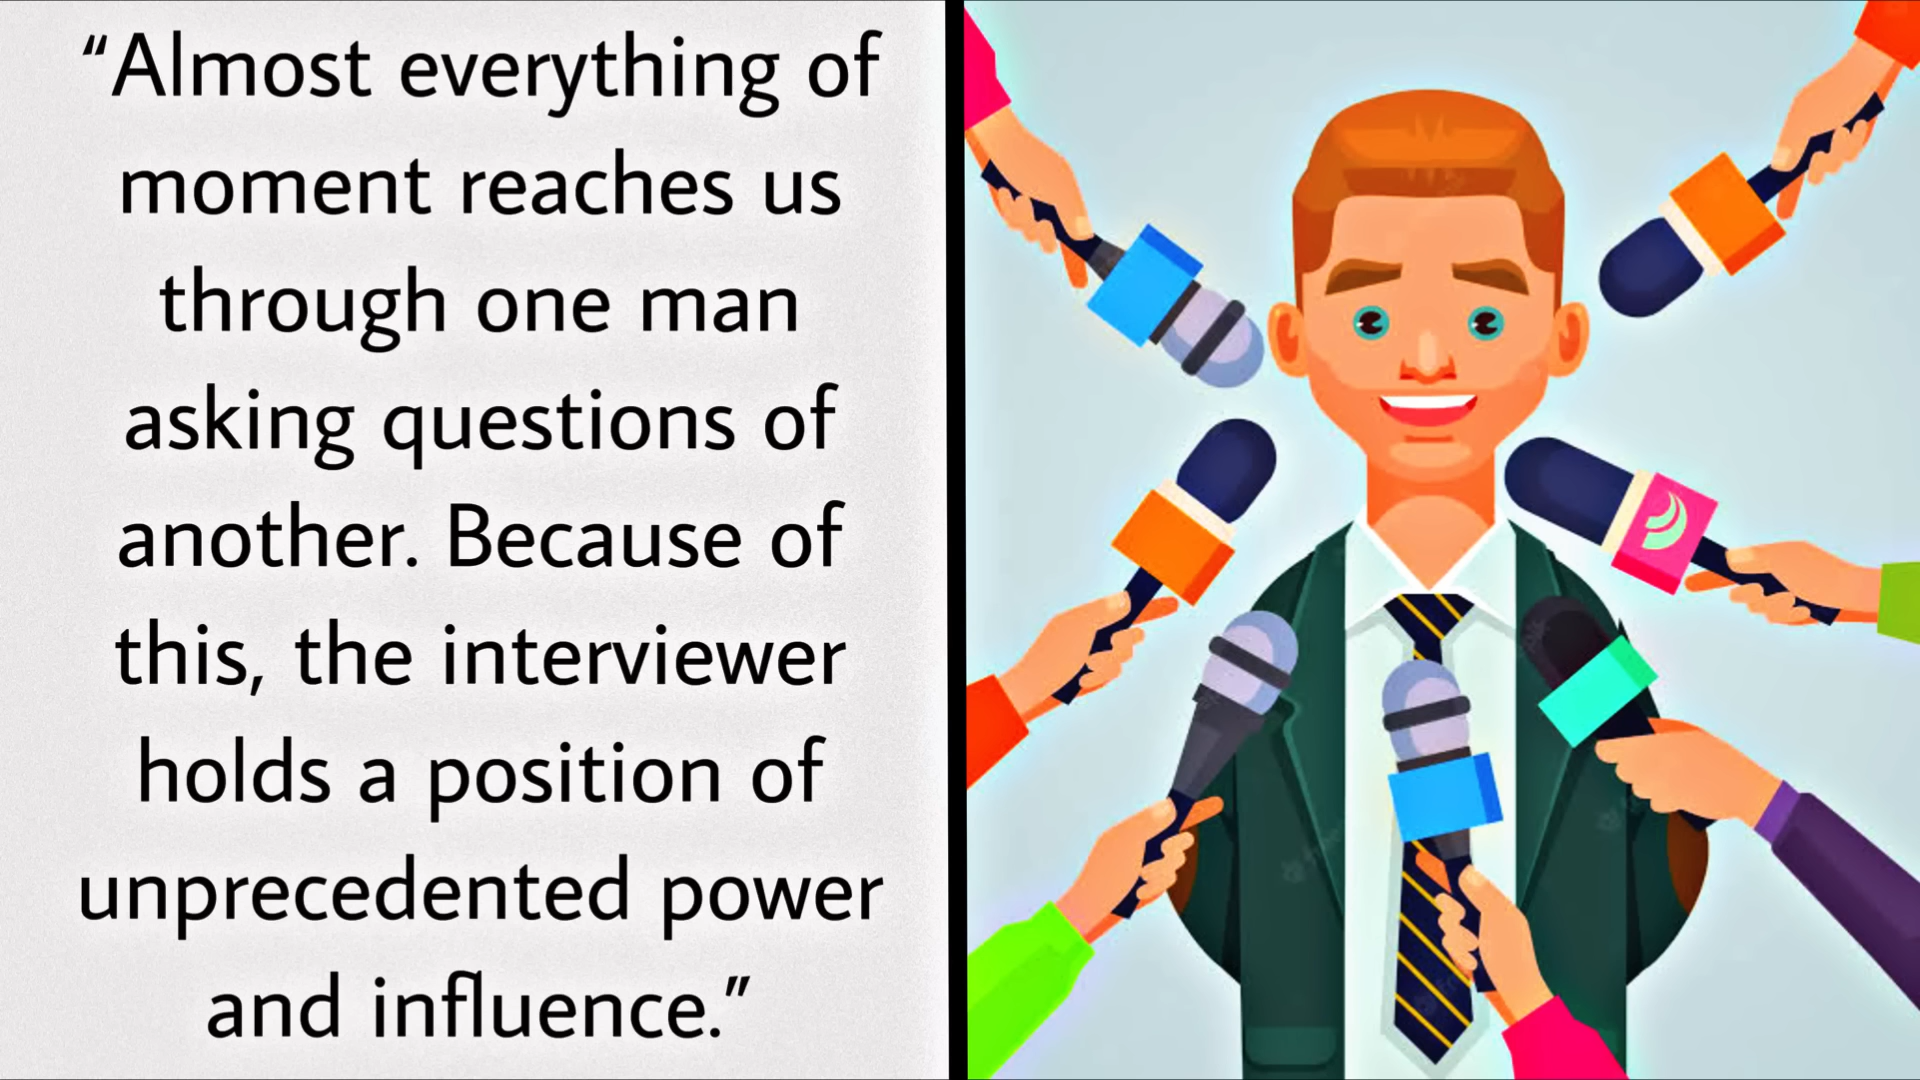 “Almost everything of
moment reaches us
through one man
asking questions of
another. Because of
this, the interviewer
holds a position of
unprecedented power
and influence.”